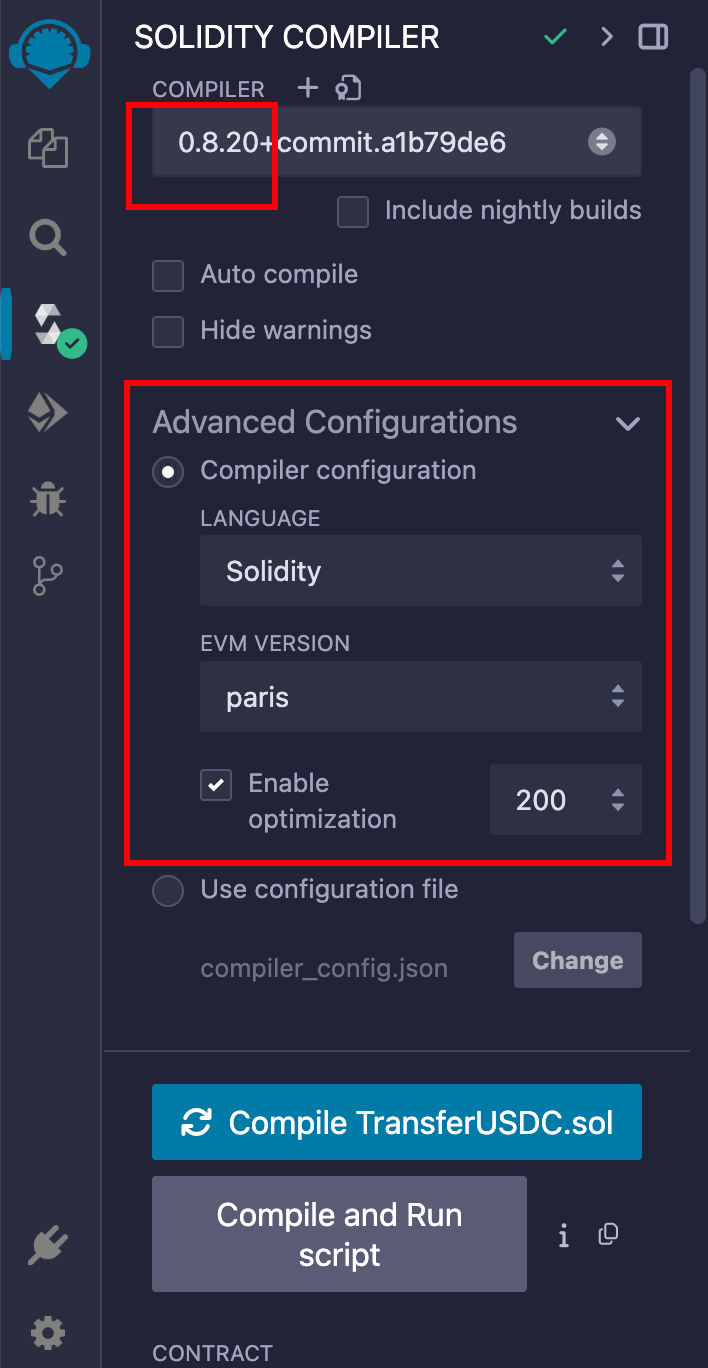 SOLIDITY COMPILER
COMPILER
0.8.20+commit.a1b79de6
Include nightly builds
Auto compile
Hide warnings
Advanced Configurations
Compiler configuration
LANGUAGE
Solidity
EVM VERSION
paris
Enable
optimization
200
Use configuration file
compiler_config.json
Change
Compile TransferUSDC.sol
Compile and Run
script
CONTRACT